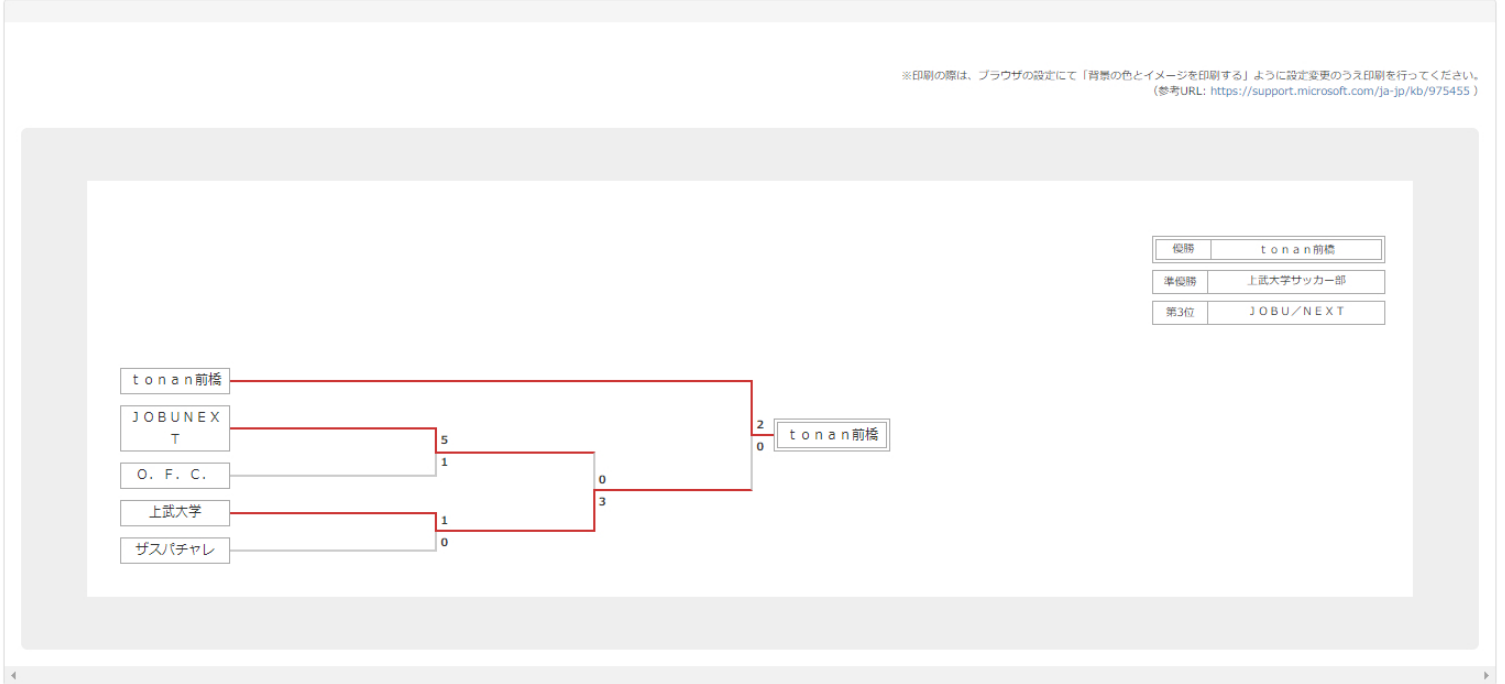 ※印刷の際は、ブラウザの設定にて「背景の色とイメージを印刷する」ように設定変更のうえ印刷を行ってください。
（参考URL: https://support.microsoft.com/ja-jp/kb/975455 ）
優勝 ｔｏｎａｎ前橋
準優勝 上武大学サッカー部
第3位 ＪＯＢＵ／ＮＥＸＴ
ｔｏｎａｎ前橋
ＪＯＢＵＮＥＸ
Ｔ
Ｏ．Ｆ．Ｃ．
上武大学
ザスパチャレ
5
1
1
0
0
3
2
0
ｔｏｎａｎ前橋